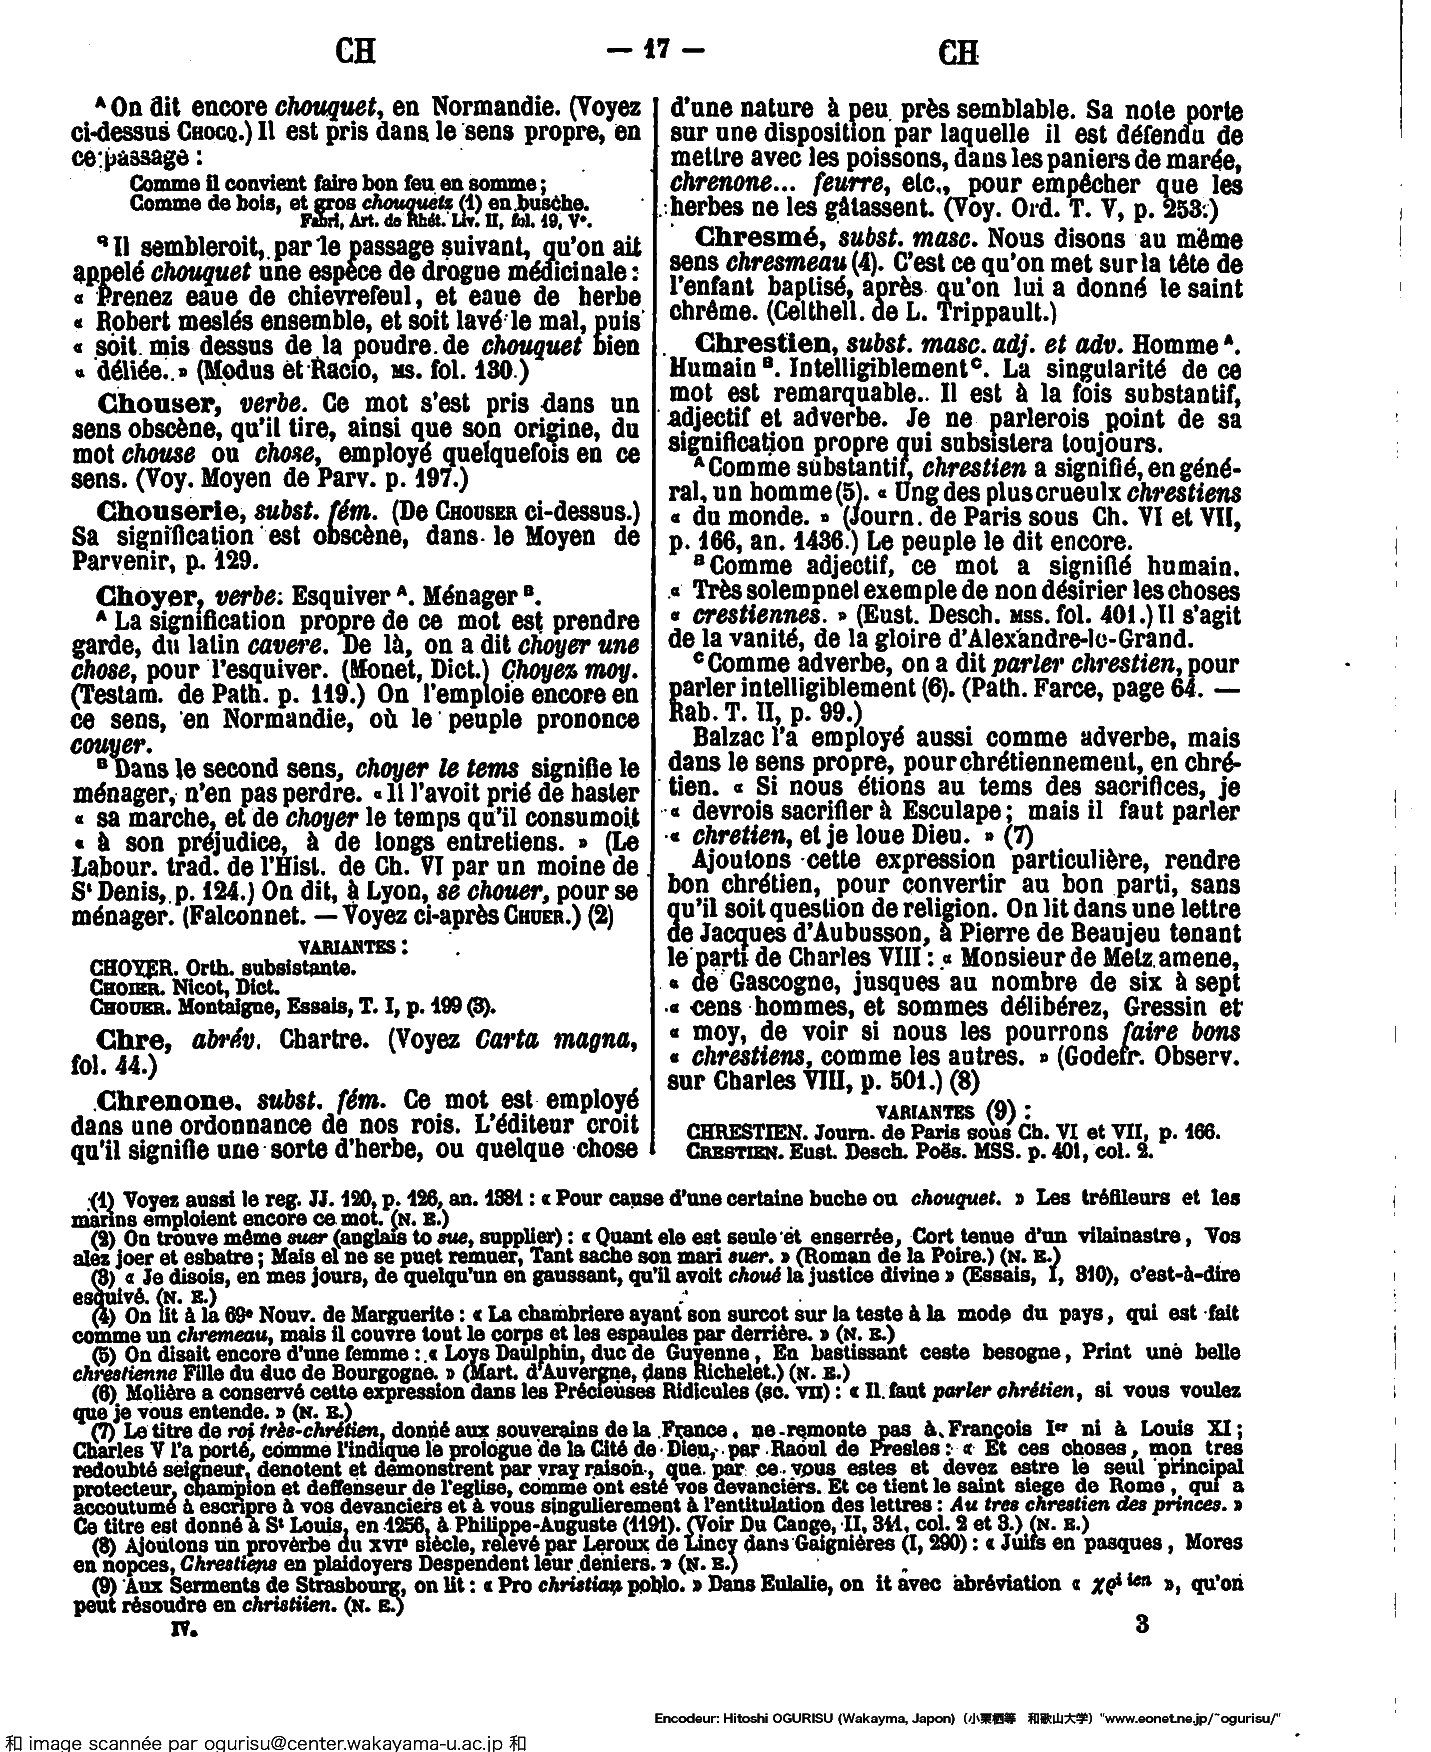 CH — 17 — CH
ᴬ On dit encore chouquet, en Normandie. (Voyez
ci-dessus CHOCQ.) Il est pris dans le sens propre, en
ce passage :
Comme il convient faire bon feu en somme ;
Comme de bois, et gros chouquetz (1) en busche.
Fabri, Art. de Rhét. Liv. II, fol. 19, Vº.
ᴮ Il sembleroit, par le passage suivant, qu'on ait
appelé chouquet une espèce de drogue médicinale :
« Prenez eaue de chievrefeul, et eaue de herbe
« Robert meslés ensemble, et soit lavé le mal, puis
« soit mis dessus de la poudre de chouquet bien
« déliée. » (Modus et Racio, MS. fol. 130.)
Chouser, verbe. Ce mot s'est pris dans un
sens obscène, qu'il tire, ainsi que son origine, du
mot chouse ou chose, employé quelquefois en ce
sens. (Voy. Moyen de Parv. p. 197.)
Chouserie, subst. fém. (De CHOUSER ci-dessus.)
Sa signification est obscène, dans le Moyen de
Parvenir, p. 129.
Choyer, verbe. Esquiver ᴬ. Ménager ᴮ.
ᴬ La signification propre de ce mot est prendre
garde, du latin cavere. De là, on a dit choyer une
chose, pour l'esquiver. (Monet, Dict.) Choyez moy.
(Testam. de Path. p. 119.) On l'emploie encore en
ce sens, en Normandie, où le peuple prononce
couyer.
ᴮ Dans le second sens, choyer le tems signifie le
ménager, n'en pas perdre. « Il l'avoit prié de haster
« sa marche, et de choyer le temps qu'il consumoit
« à son préjudice, à de longs entretiens. » (Le
Labour. trad. de l'Hist. de Ch. VI par un moine de
Sᵗ Denis, p. 124.) On dit, à Lyon, se chouer, pour se
ménager. (Falconnet. — Voyez ci-après CHUER.) (2)
VARIANTES :
CHOYER. Orth. subsistante.
CHOIER. Nicot, Dict.
CHOUER. Montaigne, Essais, T. I, p. 199 (3).
Chre, abrév. Chartre. (Voyez Carta magna,
fol. 44.)
Chrenone, subst. fém. Ce mot est employé
dans une ordonnance de nos rois. L'éditeur croit
qu'il signifie une sorte d'herbe, ou quelque chose
d'une nature à peu près semblable. Sa note porte
sur une disposition par laquelle il est défendu de
mettre avec les poissons, dans les paniers de marée,
chrenone... feurre, etc., pour empêcher que les
herbes ne les gâtassent. (Voy. Ord. T. V, p. 253.)
Chresmé, subst. masc. Nous disons au même
sens chresmeau (4). C'est ce qu'on met sur la tête de
l'enfant baptisé, après qu'on lui a donné le saint
chrême. (Celthell. de L. Trippault.)
Chrestien, subst. masc. adj. et adv. Homme ᴬ.
Humain ᴮ. Intelligiblement ᶜ. La singularité de ce
mot est remarquable. Il est à la fois substantif,
adjectif et adverbe. Je ne parlerois point de sa
signification propre qui subsistera toujours.
ᴬ Comme substantif, chrestien a signifié, en géné-
ral, un homme (5). « Ung des plus crueulx chrestiens
« du monde. » (Journ. de Paris sous Ch. VI et VII,
p. 166, an. 1436.) Le peuple le dit encore.
ᴮ Comme adjectif, ce mot a signifié humain.
« Très solempnel exemple de non désirier les choses
« crestiennes. » (Eust. Desch. MSS. fol. 401.) Il s'agit
de la vanité, de la gloire d'Alexandre-le-Grand.
ᶜ Comme adverbe, on a dit parler chrestien, pour
parler intelligiblement (6). (Path. Farce, page 64. —
Rab. T. II, p. 99.)
Balzac l'a employé aussi comme adverbe, mais
dans le sens propre, pour chrétiennement, en chré-
tien. « Si nous étions au tems des sacrifices, je
« devrois sacrifier à Esculape ; mais il faut parler
« chretien, et je loue Dieu. » (7)
Ajoutons cette expression particulière, rendre
bon chrétien, pour convertir au bon parti, sans
qu'il soit question de religion. On lit dans une lettre
de Jacques d'Aubusson, à Pierre de Beaujeu tenant
le parti de Charles VIII : « Monsieur de Metz amene,
« de Gascogne, jusques au nombre de six à sept
« cens hommes, et sommes délibérez, Gressin et
« moy, de voir si nous les pourrons faire bons
« chrestiens, comme les autres. » (Godefr. Observ.
sur Charles VIII, p. 501.) (8)
VARIANTES (9) :
CHRESTIEN. Journ. de Paris sous Ch. VI et VII, p. 166.
CRESTIEN. Eust. Desch. Poës. MSS. p. 401, col. 2.
(1) Voyez aussi le reg. JJ. 120, p. 126, an. 1381 : « Pour cause d'une certaine buche ou chouquet. » Les tréfileurs et les
marins emploient encore ce mot. (N. E.)
(2) On trouve même suer (anglais to sue, supplier) : « Quant ele est seule et enserrée, Cort tenue d'un vilainastre, Vos
alez joer et esbatre ; Mais el ne se puet remuer, Tant sache son mari suer. » (Roman de la Poire.) (N. E.)
(3) « Je disois, en mes jours, de quelqu'un en gaussant, qu'il avoit choué la justice divine » (Essais, I, 310), c'est-à-dire
esquivé. (N. E.)
(4) On lit à la 69ᵉ Nouv. de Marguerite : « La chambriere ayant son surcot sur la teste à la mode du pays, qui est fait
comme un chremeau, mais il couvre tout le corps et les espaules par derrière. » (N. E.)
(5) On disait encore d'une femme : « Loys Daulphin, duc de Guyenne, En bastissant ceste besogne, Print une belle
chrestienne Fille du duc de Bourgogne. » (Mart. d'Auvergne, dans Richelet.) (N. E.)
(6) Molière a conservé cette expression dans les Précieuses Ridicules (sc. VII) : « Il faut parler chrétien, si vous voulez
que je vous entende. » (N. E.)
(7) Le titre de roi très-chrétien, donné aux souverains de la France, ne remonte pas à François Iᵉʳ ni à Louis XI ;
Charles V l'a porté, comme l'indique le prologue de la Cité de Dieu, par Raoul de Presles : « Et ces choses, mon tres
redoubté seigneur, denotent et demonstrent par vray raison, que par ce vous estes et devez estre le seul principal
protecteur, champion et deffenseur de l'eglise, comme ont esté vos devanciers. Et ce tient le saint siege de Rome, qui a
accoutumé à escripre à vos devanciers et à vous singulierement à l'entitulation des lettres : Au tres chrestien des princes. »
Ce titre est donné à Sᵗ Louis, en 1256, à Philippe-Auguste (1191). (Voir Du Cange, II, 341, col. 2 et 3.) (N. E.)
(8) Ajoutons un proverbe du XVIᵉ siècle, relevé par Leroux de Lincy dans Gaignières (I, 290) : « Juifs en pasques, Mores
en nopces, Chrestiens en plaidoyers Despendent leur deniers. » (N. E.)
(9) Aux Serments de Strasbourg, on lit : « Pro christian poblo. » Dans Eulalie, on it avec abréviation « χρⁱ ⁱᵉⁿ », qu'on
peut résoudre en christiien. (N. E.)
IV. 3
Encodeur: Hitoshi OGURISU (Wakayma, Japon) (小栗栖等 和歌山大学) "www.eonet.ne.jp/~ogurisu/"
和 image scannée par ogurisu@center.wakayama-u.ac.jp 和